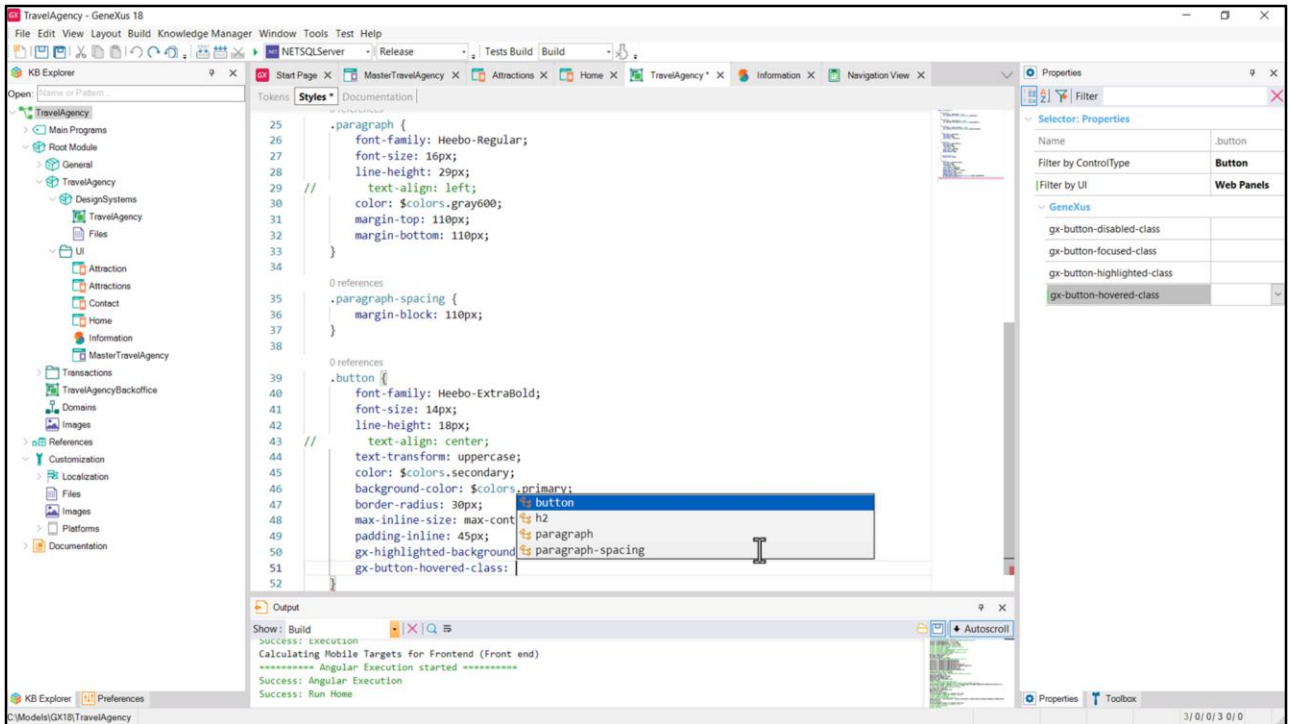 TravelAgency - GeneXus 18
File Edit View Layout Build Knowledge Manager Window Tools Test Help
NETSQLServer Release Tests Build Build
KB Explorer
Open: Name or Pattern...
TravelAgency
Main Programs
Root Module
General
TravelAgency
DesignSystems
TravelAgency
Files
UI
Attraction
Attractions
Contact
Home
Information
MasterTravelAgency
Transactions
TravelAgencyBackoffice
Domains
Images
References
Customization
Localization
Files
Images
Platforms
Documentation
KB Explorer Preferences
Start Page X MasterTravelAgency X Attractions X Home X TravelAgency * X Information X Navigation View X
Tokens Styles * Documentation
25 .paragraph {
26 font-family: Heebo-Regular;
27 font-size: 16px;
28 line-height: 29px;
29 // text-align: left;
30 color: $colors.gray600;
31 margin-top: 110px;
32 margin-bottom: 110px;
33 }
34
0 references
35 .paragraph-spacing {
36 margin-block: 110px;
37 }
38
0 references
39 .button {
40 font-family: Heebo-ExtraBold;
41 font-size: 14px;
42 line-height: 18px;
43 // text-align: center;
44 text-transform: uppercase;
45 color: $colors.secondary;
46 background-color: $colors.primary;
47 border-radius: 30px;
48 max-inline-size: max-cont
49 padding-inline: 45px;
50 gx-highlighted-background
51 gx-button-hovered-class:
52 }
button
h2
paragraph
paragraph-spacing
Output
Show: Build Autoscroll
Success: Execution
Calculating Mobile Targets for Frontend (Front end)
========== Angular Execution started ==========
Success: Angular Execution
Success: Run Home
Properties
Filter
Selector: Properties
Name .button
Filter by ControlType Button
Filter by UI Web Panels
GeneXus
gx-button-disabled-class
gx-button-focused-class
gx-button-highlighted-class
gx-button-hovered-class
Properties Toolbox
C:\Models\GX18\TravelAgency 3/0/0/3 0/0